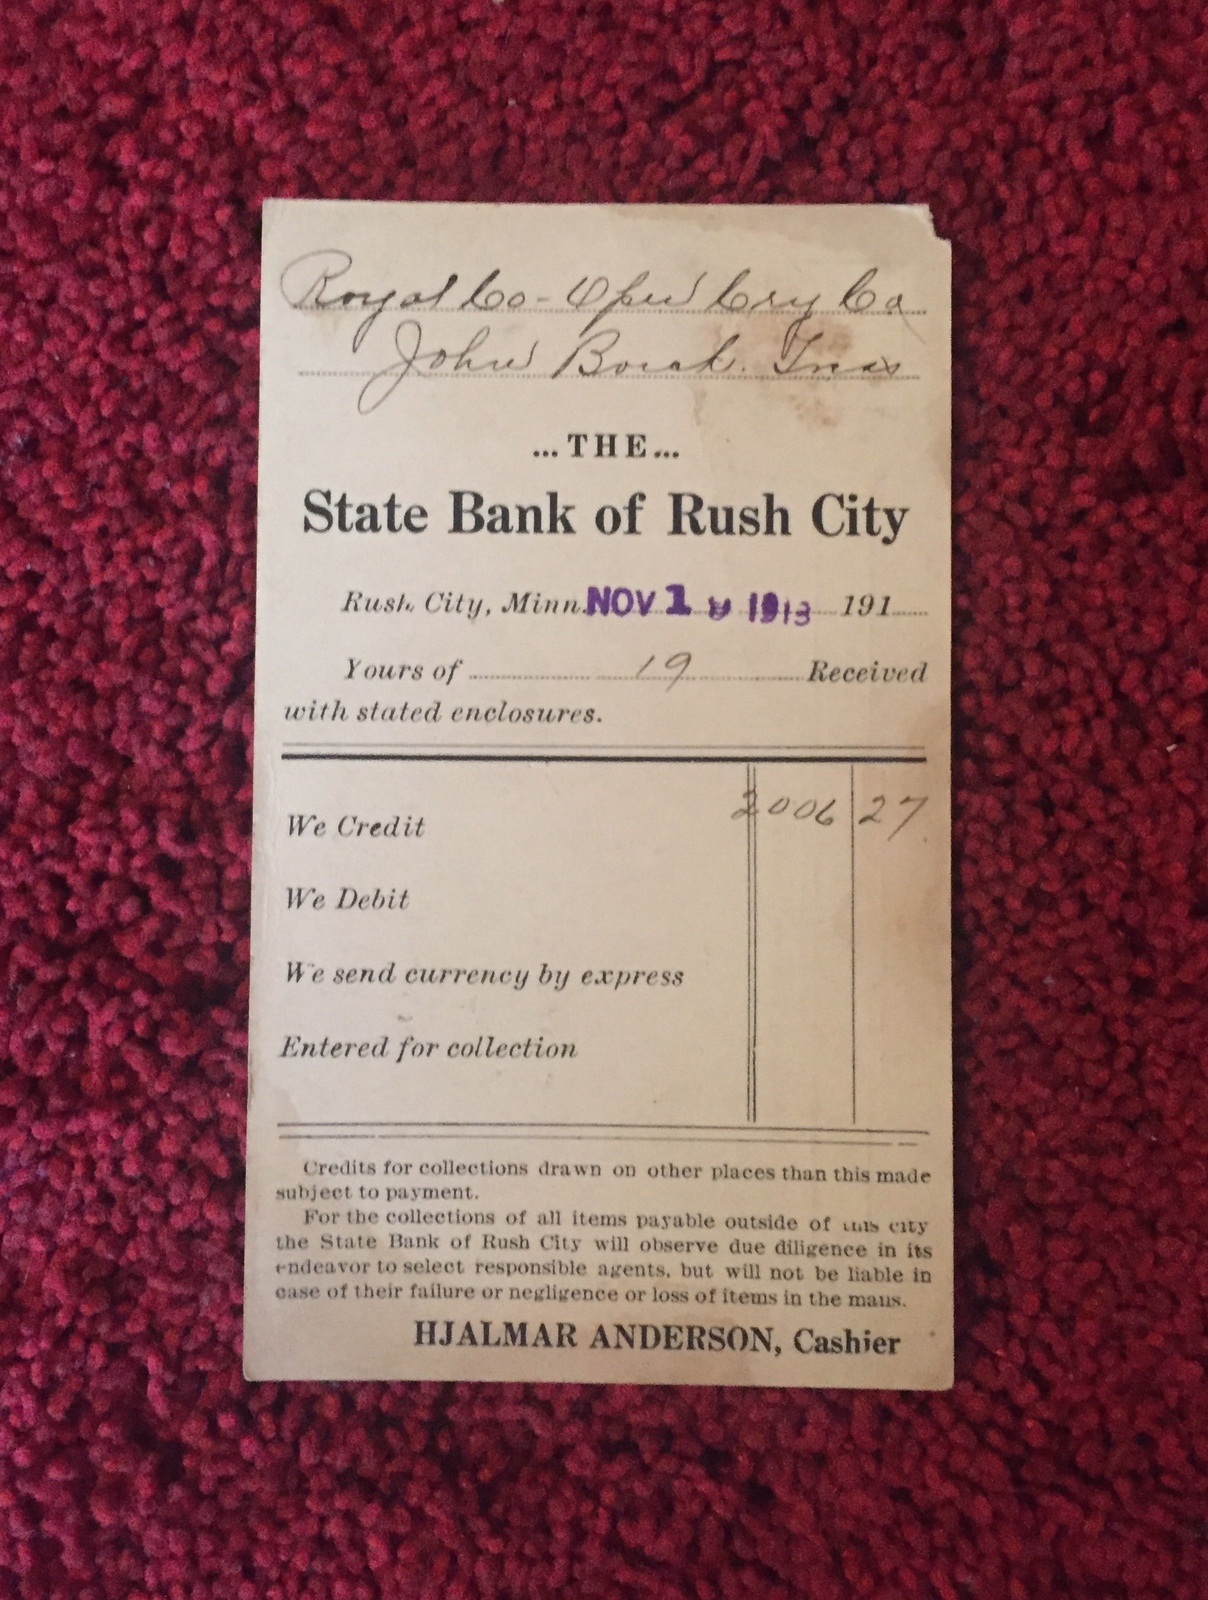 Royal Co-Oper Cry Co
John Treas
...THE...
State Bank of Rush City
Rush City, Minn. NOV 1 1913 191
Yours of 19 Received
with stated enclosures.
We Credit 2006 27
We Debit
We send currency by express
Entered for collection
Credits for collections drawn on other places than this made
subject to payment.
For the collections of all items payable outside of this city
the State Bank of Rush City will observe due diligence in its
endeavor to select responsible agents, but will not be liable in
case of their failure or negligence or loss of items in the mails.
HJALMAR ANDERSON, Cashier